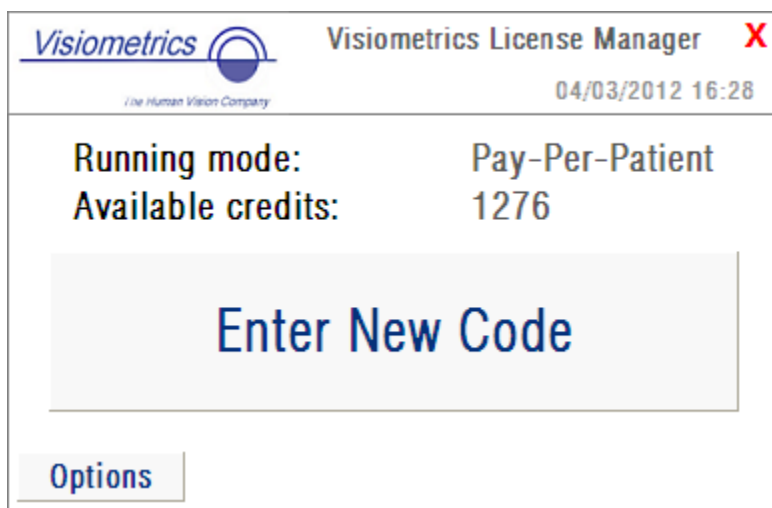 Visiometrics
The Human Vision Company
Visiometrics License Manager X
04/03/2012 16:28
Running mode: Pay-Per-Patient
Available credits: 1276
Enter New Code
Options